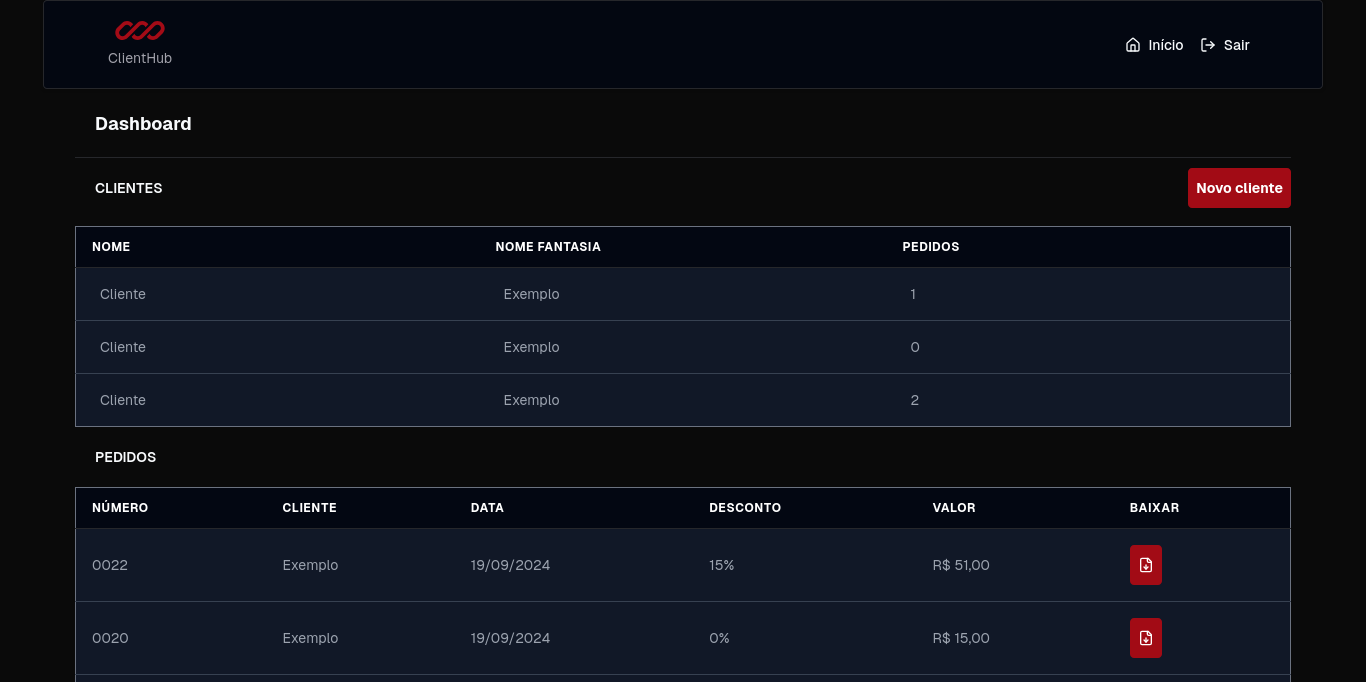 ClientHub
Início Sair
Dashboard
CLIENTES Novo cliente
NOME NOME FANTASIA PEDIDOS
Cliente Exemplo 1
Cliente Exemplo 0
Cliente Exemplo 2
PEDIDOS
NÚMERO CLIENTE DATA DESCONTO VALOR BAIXAR
0022 Exemplo 19/09/2024 15% R$ 51,00
0020 Exemplo 19/09/2024 0% R$ 15,00